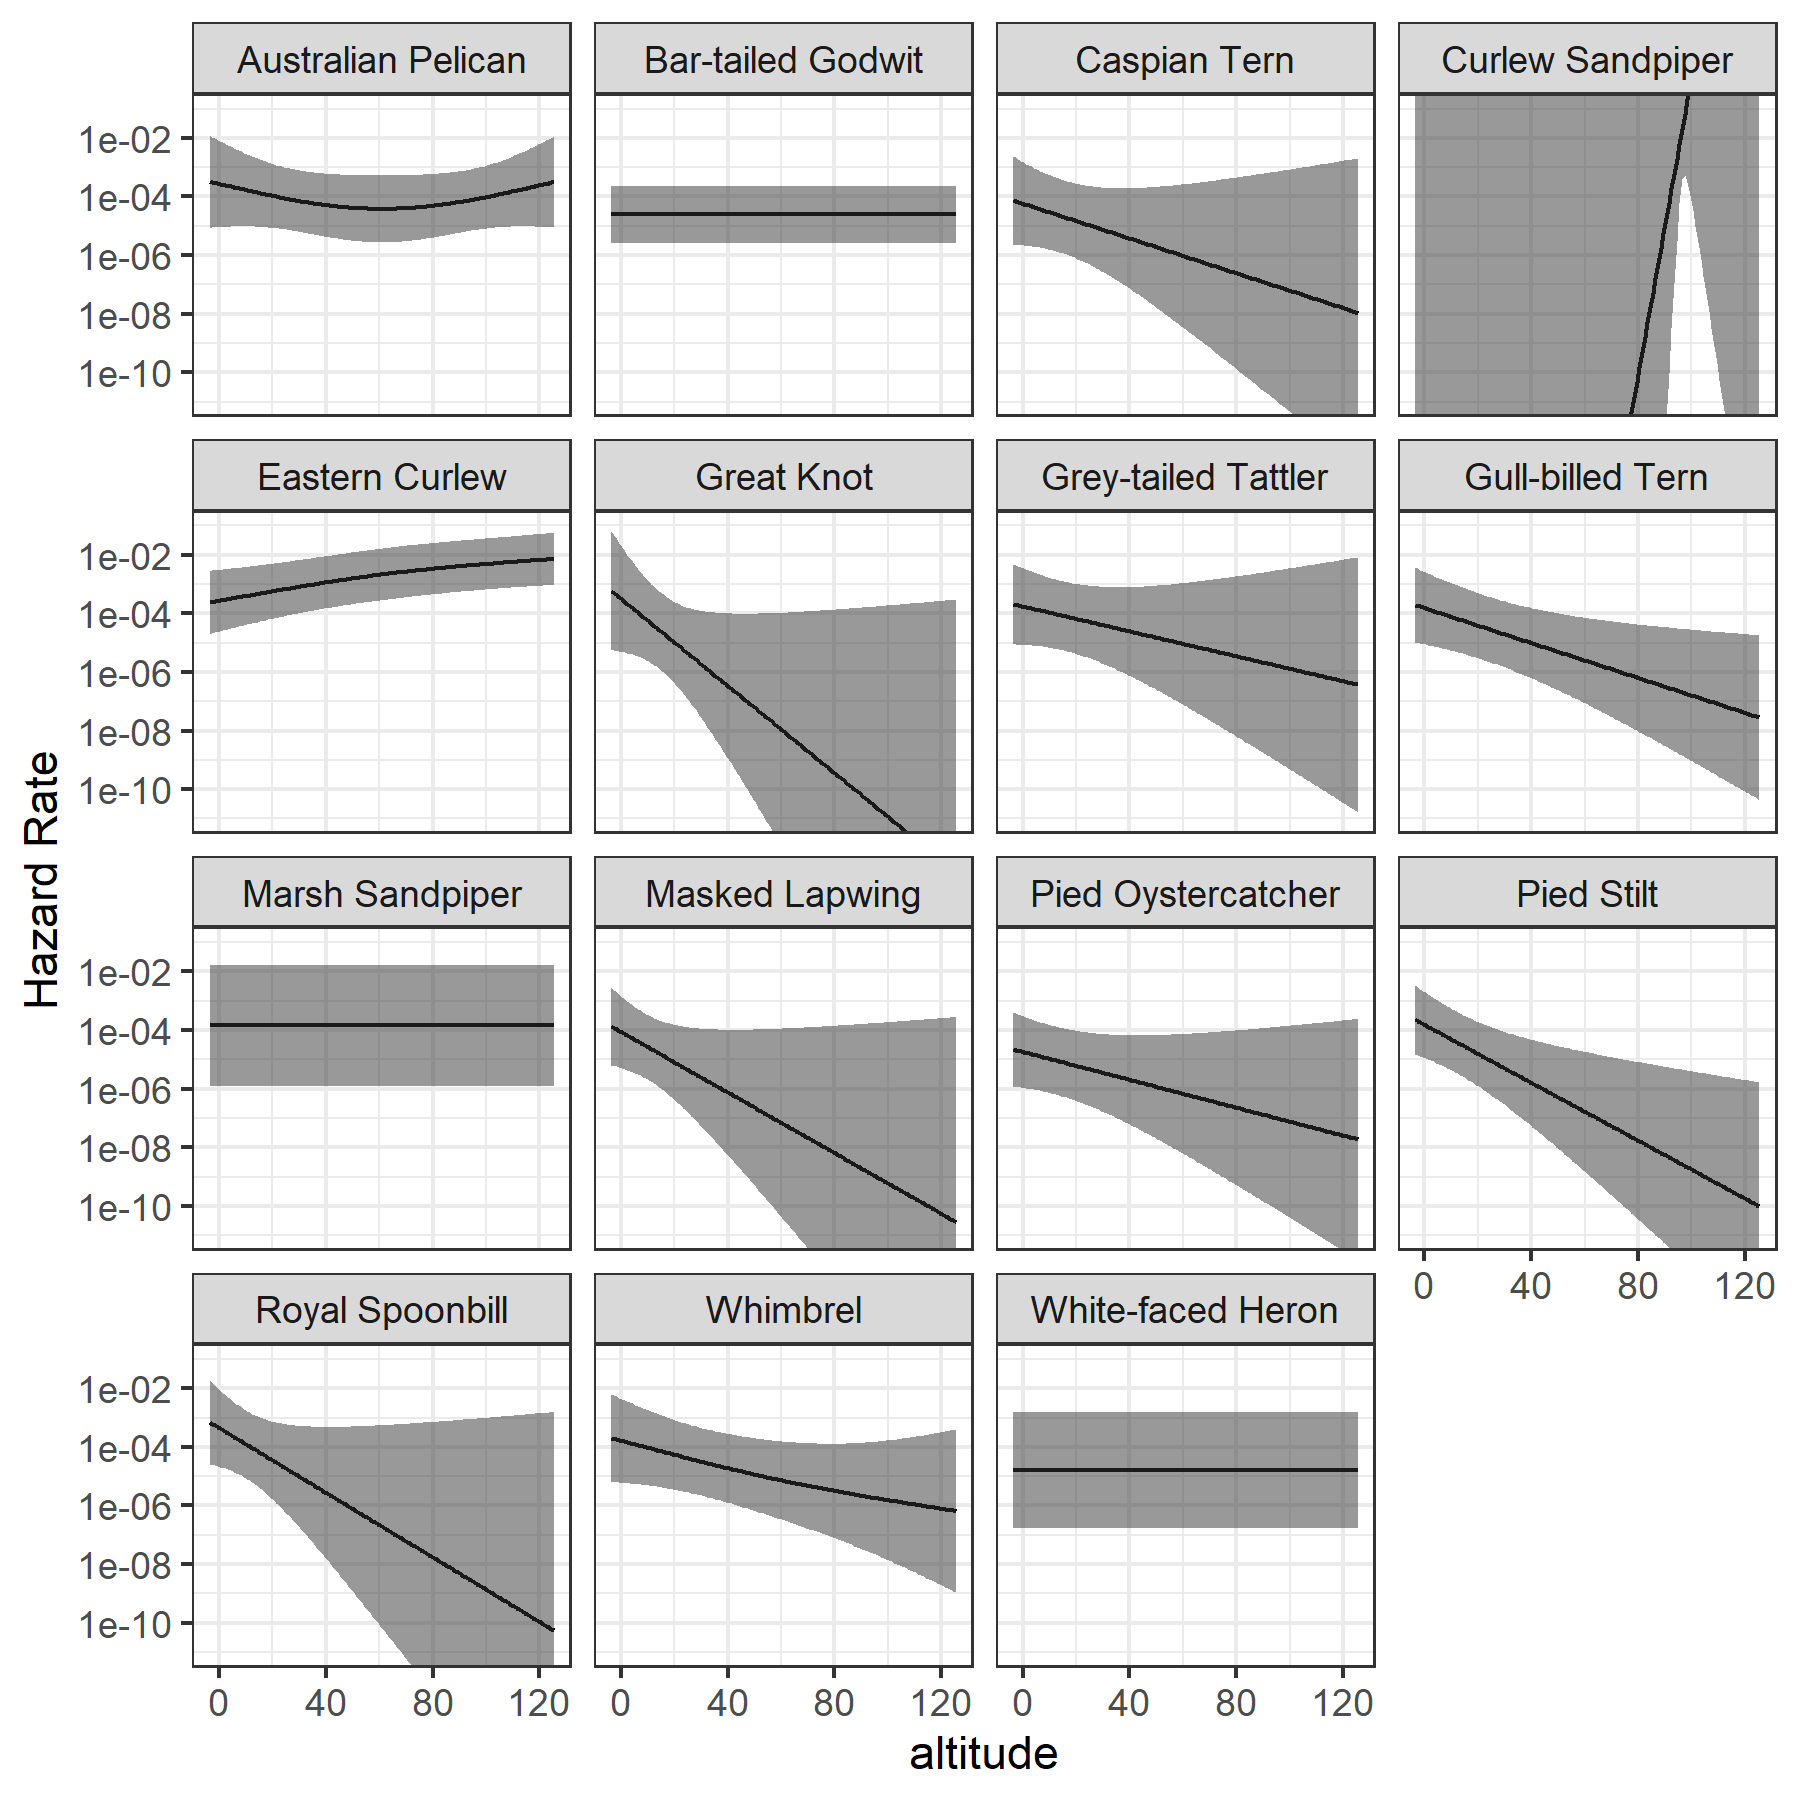 Australian Pelican
Bar-tailed Godwit
Caspian Tern
Curlew Sandpiper
1e-02
1e-04
1e-06
1e-08
1e-10
Eastern Curlew
Great Knot
Grey-tailed Tattler
Gull-billed Tern
1e-02
1e-04
1e-06
1e-08
1e-10
Hazard Rate
Marsh Sandpiper
Masked Lapwing
Pied Oystercatcher
Pied Stilt
1e-02
1e-04
1e-06
1e-08
1e-10
0 40 80 120
Royal Spoonbill
Whimbrel
White-faced Heron
1e-02
1e-04
1e-06
1e-08
1e-10
0 40 80 120
0 40 80 120
0 40 80 120
altitude